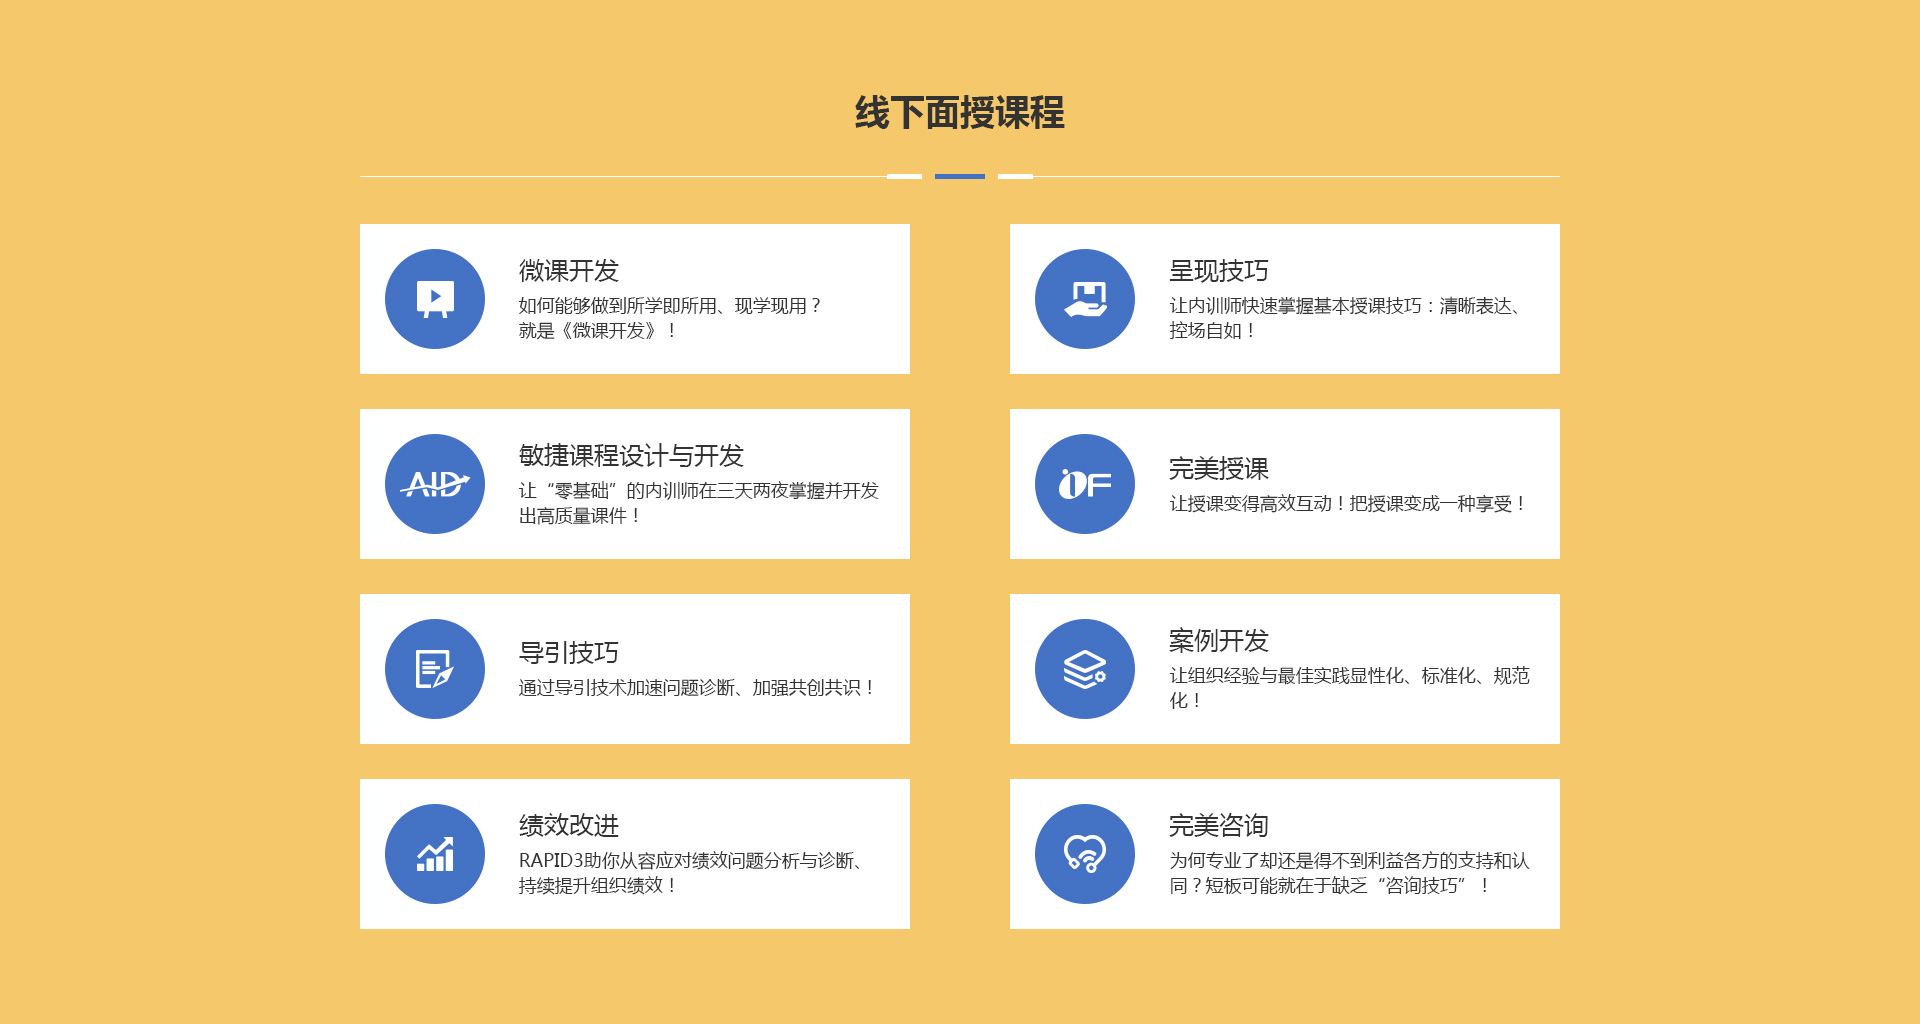 线下面授课程
微课开发
如何能够做到所学即所用、现学现用？
就是《微课开发》！
呈现技巧
让内训师快速掌握基本授课技巧：清晰表达、
控场自如！
AID
敏捷课程设计与开发
让“零基础”的内训师在三天两夜掌握并开发
出高质量课件！
OF
完美授课
让授课变得高效互动！把授课变成一种享受！
导引技巧
通过导引技术加速问题诊断、加强共创共识！
案例开发
让组织经验与最佳实践显性化、标准化、规范
化！
绩效改进
RAPID3助你从容应对绩效问题分析与诊断、
持续提升组织绩效！
完美咨询
为何专业了却还是得不到利益各方的支持和认
同？短板可能就在于缺乏“咨询技巧”！